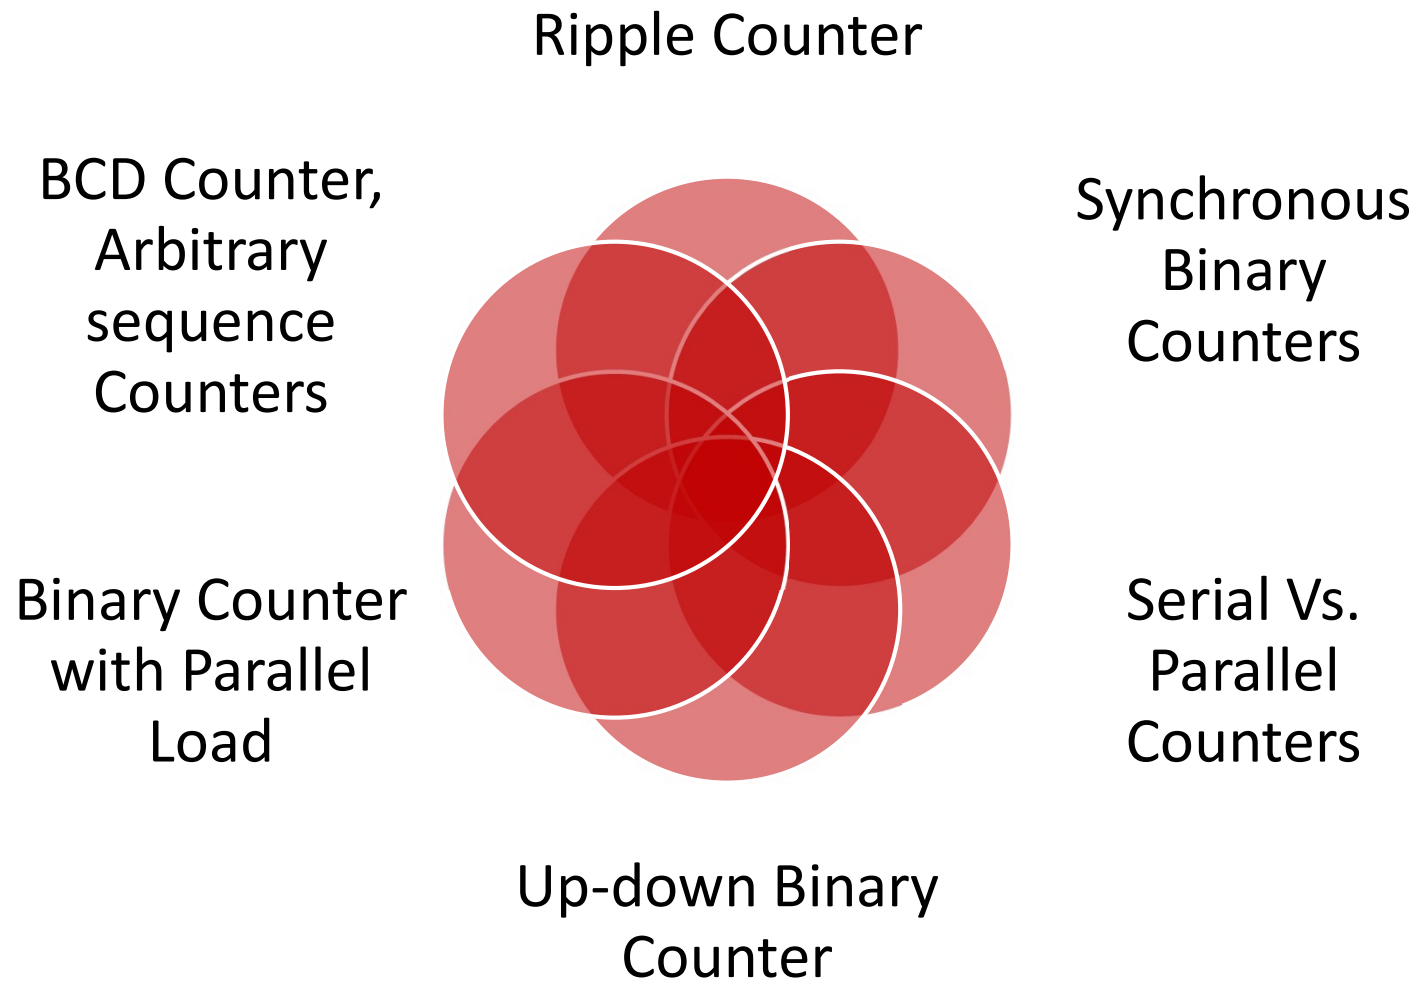 Ripple Counter
Synchronous
Binary
Counters
Serial Vs.
Parallel
Counters
Up-down Binary
Counter
Binary Counter
with Parallel
Load
BCD Counter,
Arbitrary
sequence
Counters